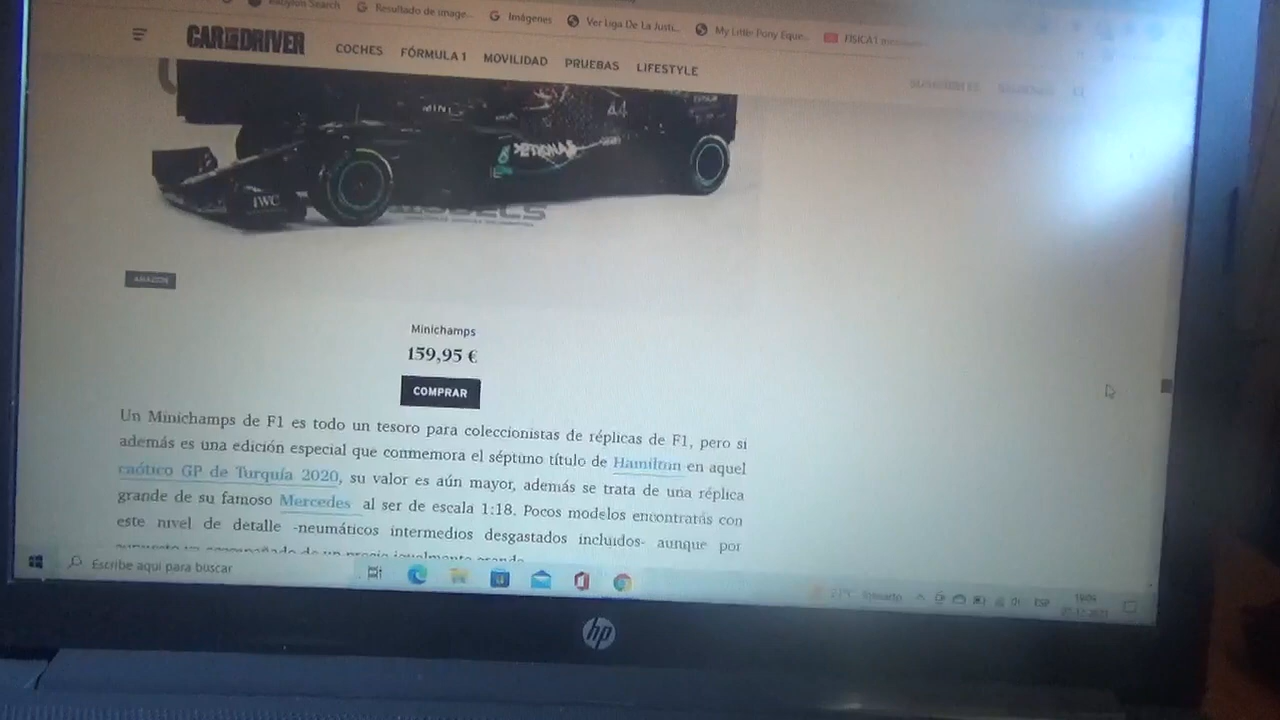 Babylon Search
Resultado de image...
Imágenes
Ver Liga De La Justi...
My Little Pony Eque...
CAR AND DRIVER
COCHES FÓRMULA 1 MOVILIDAD PRUEBAS LIFESTYLE
44
PETRONAS
IWC
AMAZON
Minichamps
159,95 €
COMPRAR
Un Minichamps de F1 es todo un tesoro para coleccionistas de réplicas de F1, pero si
además es una edición especial que conmemora el séptimo título de Hamilton en aquel
caótico GP de Turquía 2020, su valor es aún mayor, además se trata de una réplica
grande de su famoso Mercedes al ser de escala 1:18. Pocos modelos encontrarás con
este nivel de detalle -neumáticos intermedios desgastados incluidos- aunque por
Escribe aquí para buscar
ESP
hp